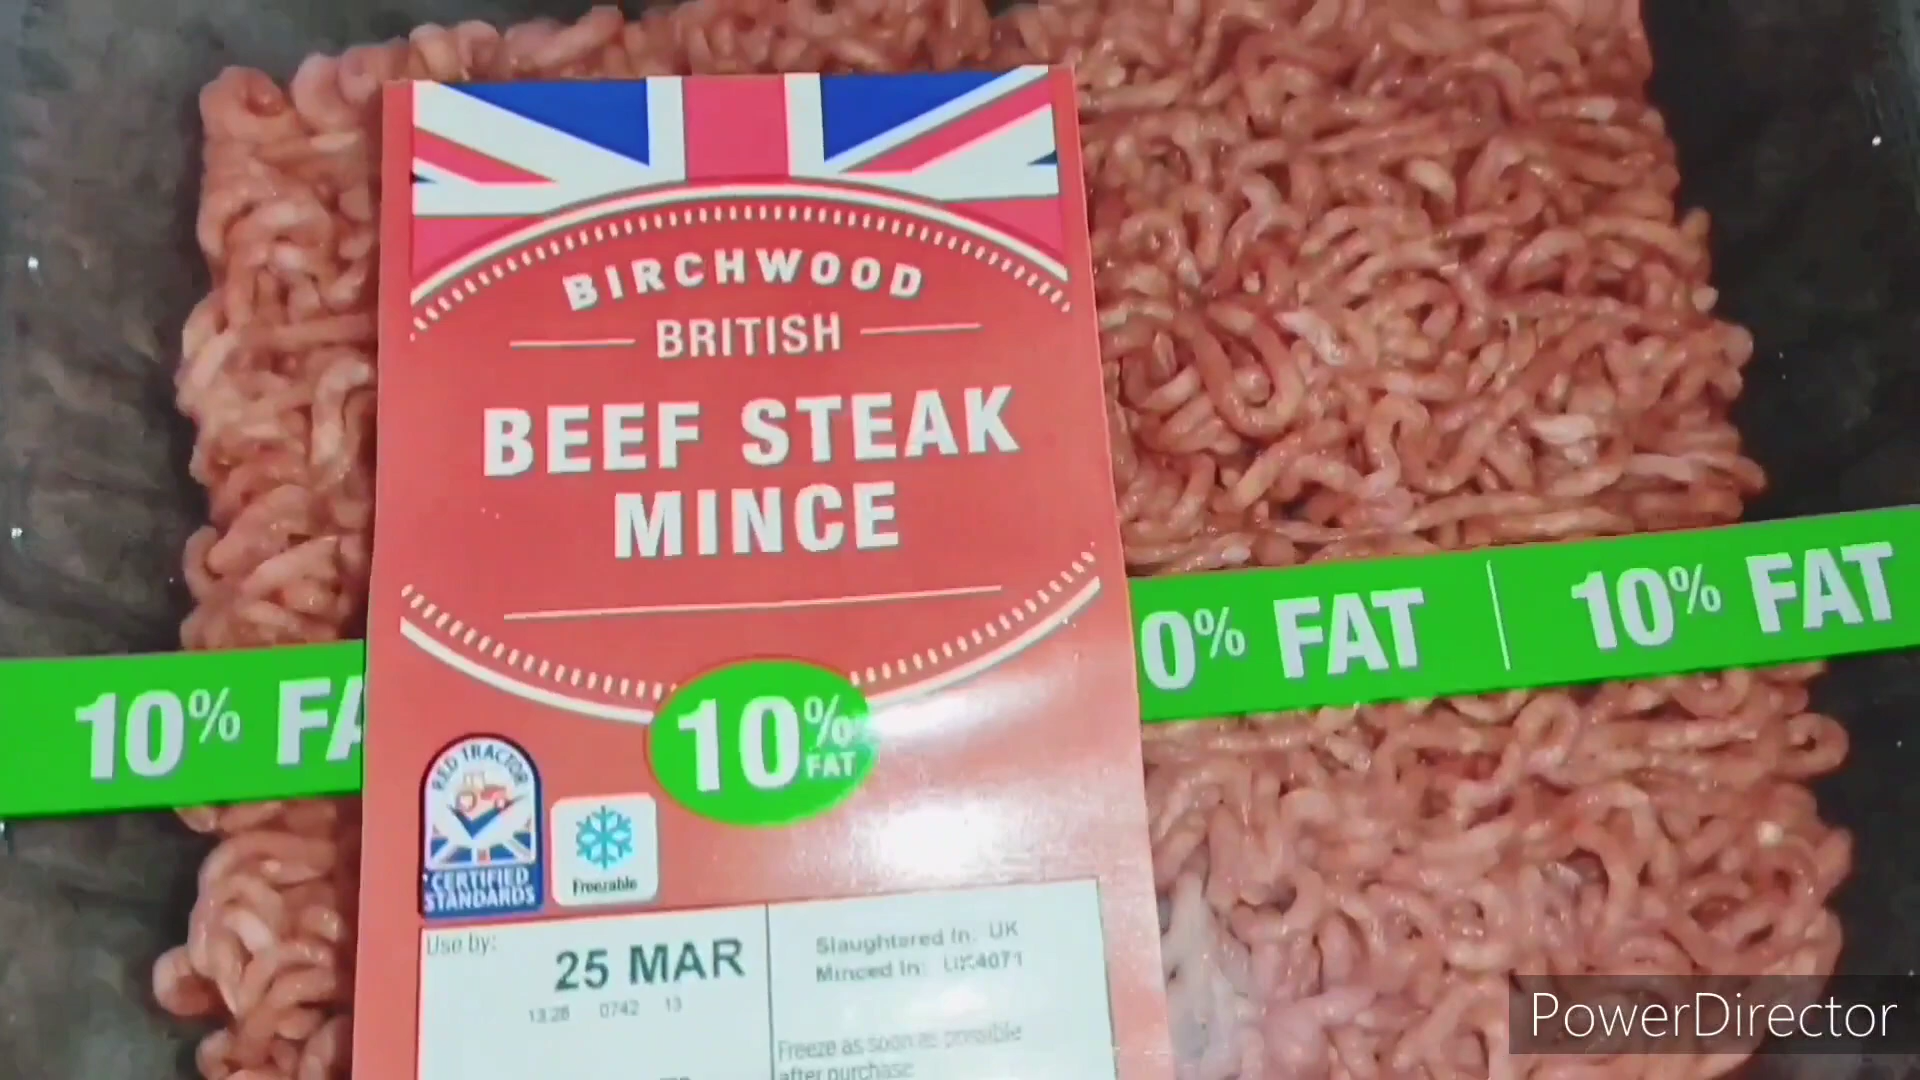 BIRCHWOOD
BRITISH
BEEF STEAK
MINCE
10% FA
0% FAT | 10% FAT
10% FAT
RED TRACTOR
CERTIFIED
STANDARDS
Freezable
Use by:
25 MAR
13:26 0742 13
Slaughtered In: UK
Minced In: UK4071
Freeze as soon as possible
after purchase
PowerDirector